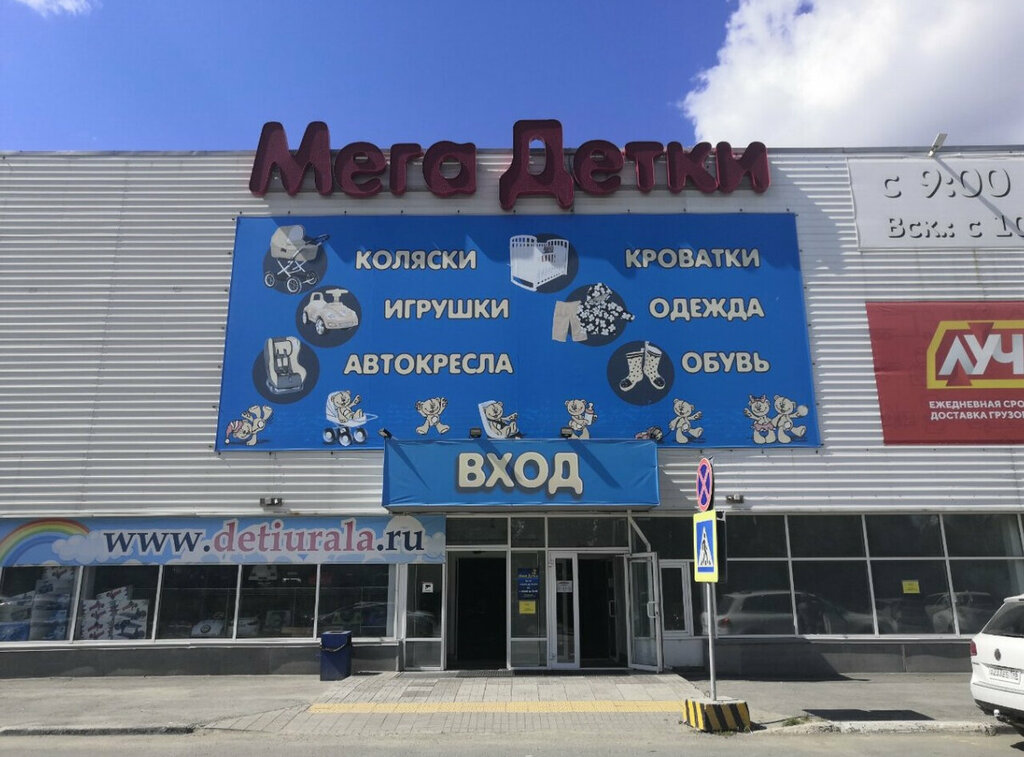 Мега Детки
с 9:00
Вск.: с 10
КОЛЯСКИ
КРОВАТКИ
ИГРУШКИ
ОДЕЖДА
АВТОКРЕСЛА
ОБУВЬ
ЛУЧ
ЕЖЕДНЕВНАЯ СРО
ДОСТАВКА ГРУЗО
ВХОД
www.detiurala.ru